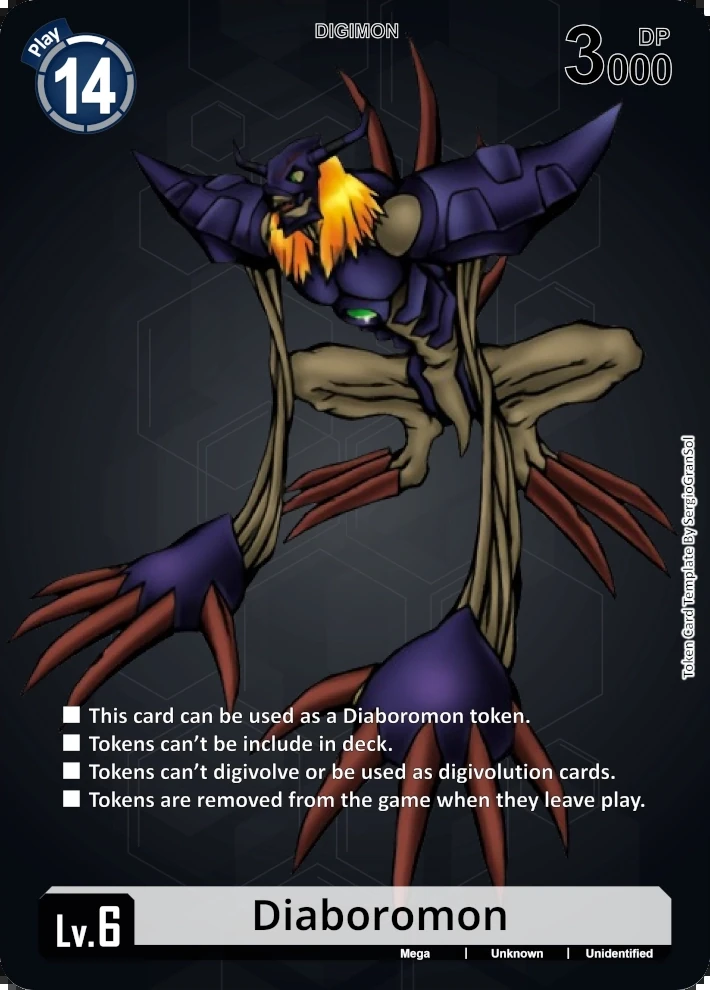 Play
14
DIGIMON
DP
3000
Token Card Template By SergioGranSol
■ This card can be used as a Diaboromon token.
■ Tokens can't be include in deck.
■ Tokens can't digivolve or be used as digivolution cards.
■ Tokens are removed from the game when they leave play.
Lv.6
Diaboromon
Mega | Unknown | Unidentified